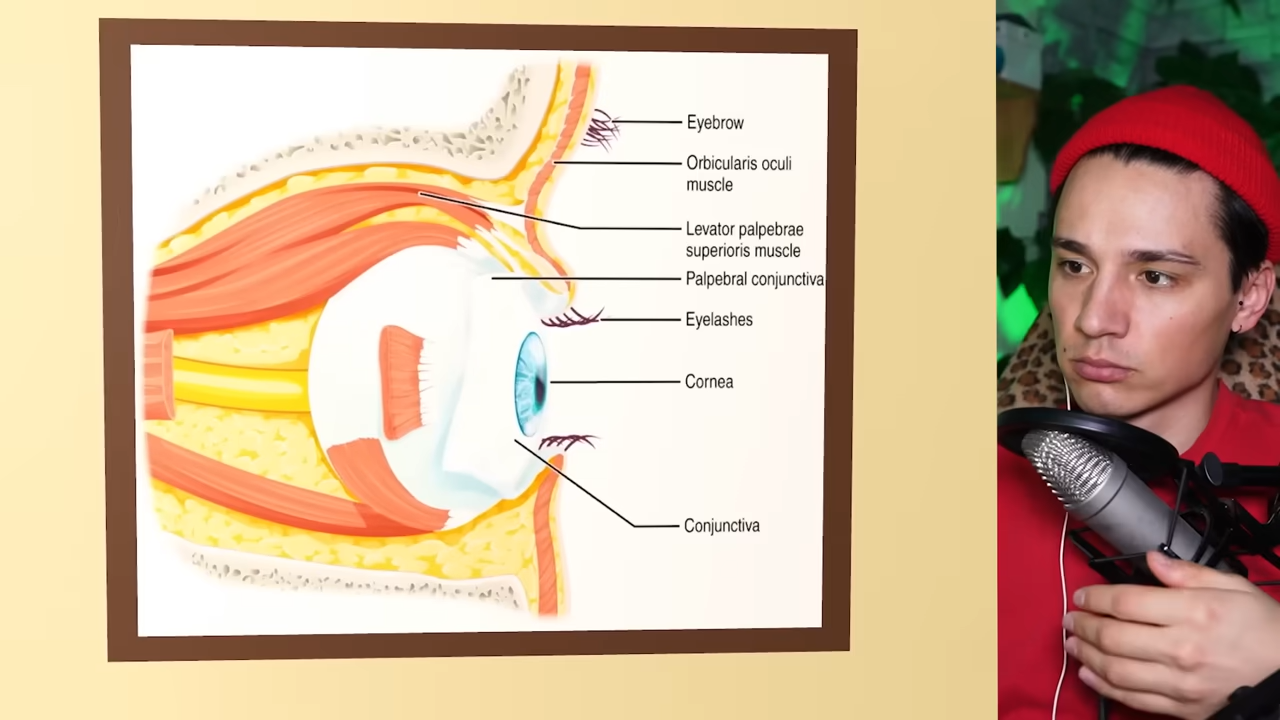 Eyebrow
Orbicularis oculi
muscle
Levator palpebrae
superioris muscle
Palpebral conjunctiva
Eyelashes
Cornea
Conjunctiva